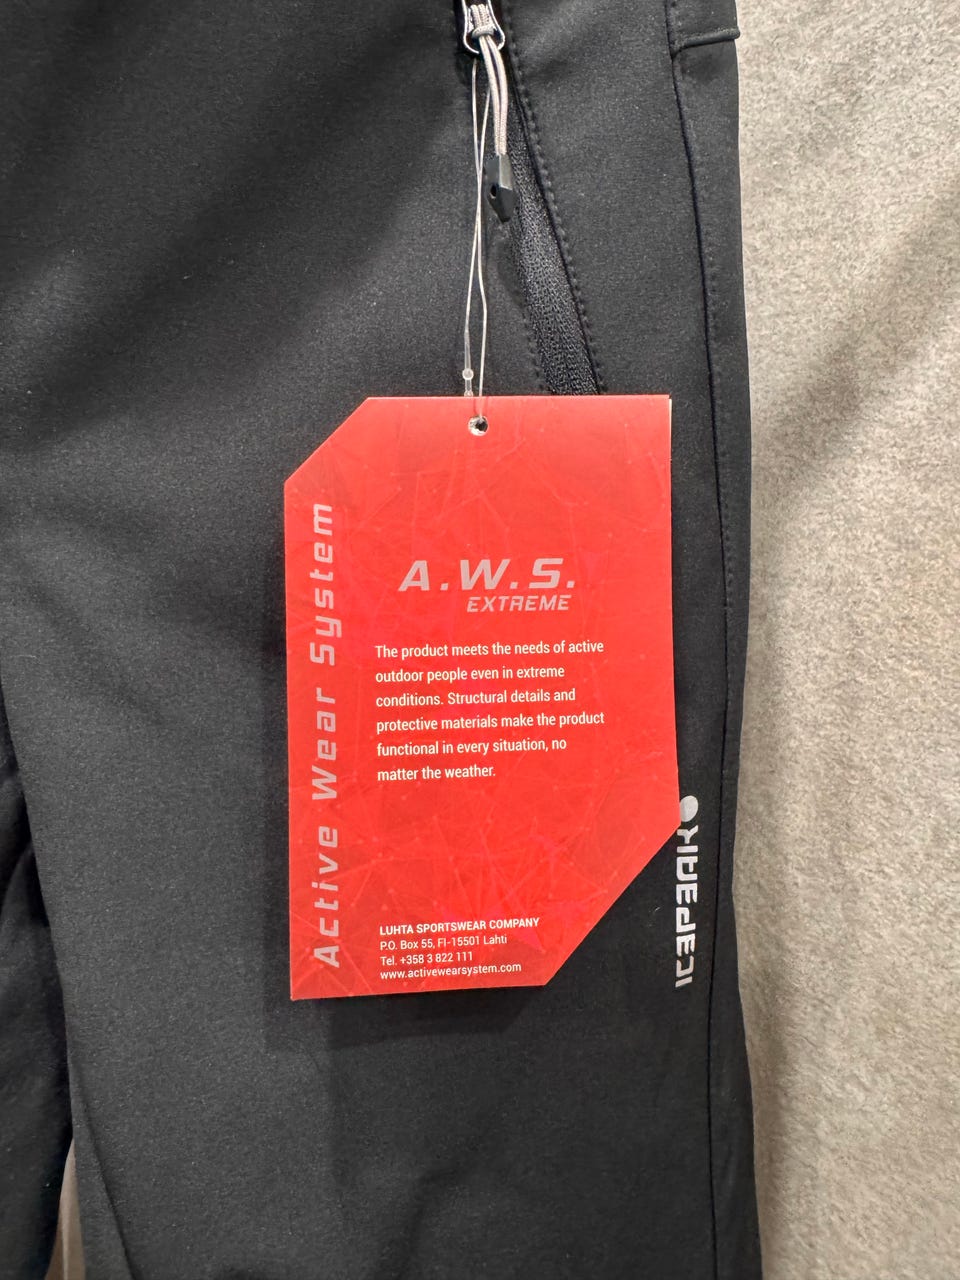 Active Wear System
A.W.S.
EXTREME
The product meets the needs of active
outdoor people even in extreme
conditions. Structural details and
protective materials make the product
functional in every situation, no
matter the weather.
LUHTA SPORTSWEAR COMPANY
P.O. Box 55, FI-15501 Lahti
Tel. +358 3 822 111
www.activewearsystem.com
ICEPEAK